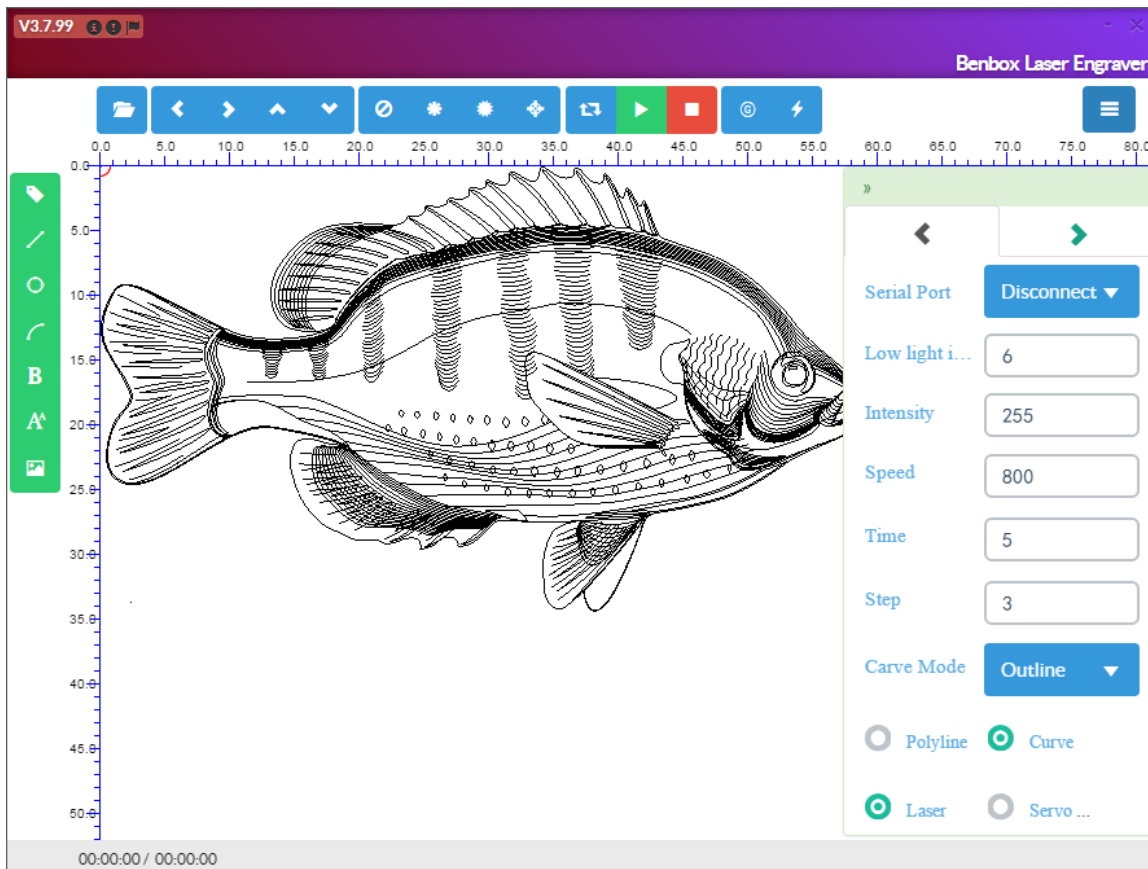 V3.7.99
Benbox Laser Engraver
0.0 5.0 10.0 15.0 20.0 25.0 30.0 35.0 40.0 45.0 50.0 55.0 60.0 65.0 70.0 75.0 80.0
0.0
5.0
10.0
15.0
20.0
25.0
30.0
35.0
40.0
45.0
50.0
B
AA
G
»
Serial Port Disconnect
Low light i... 6
Intensity 255
Speed 800
Time 5
Step 3
Carve Mode Outline
Polyline Curve
Laser Servo ...
00:00:00 / 00:00:00